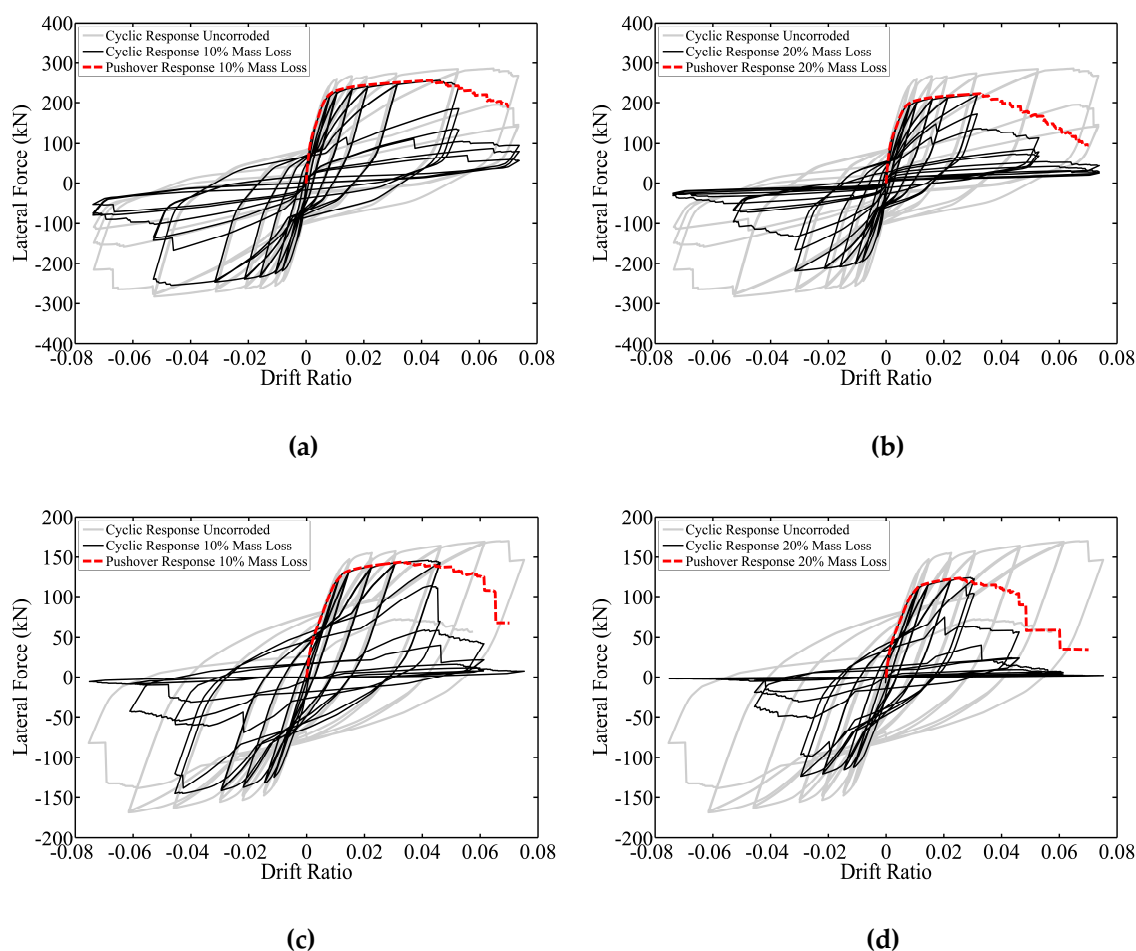 400
300
200
100
0
-100
-200
-300
-400
Lateral Force (kN)
Cyclic Response Uncorroded
Cyclic Response 10% Mass Loss
Pushover Response 10% Mass Loss
-0.08 -0.06 -0.04 -0.02 0 0.02 0.04 0.06 0.08
Drift Ratio
(a)
400
300
200
100
0
-100
-200
-300
-400
Lateral Force (kN)
Cyclic Response Uncorroded
Cyclic Response 20% Mass Loss
Pushover Response 20% Mass Loss
-0.08 -0.06 -0.04 -0.02 0 0.02 0.04 0.06 0.08
Drift Ratio
(b)
200
150
100
50
0
-50
-100
-150
-200
Lateral Force (kN)
Cyclic Response Uncorroded
Cyclic Response 10% Mass Loss
Pushover Response 10% Mass Loss
-0.08 -0.06 -0.04 -0.02 0 0.02 0.04 0.06 0.08
Drift Ratio
(c)
200
150
100
50
0
-50
-100
-150
-200
Lateral Force (kN)
Cyclic Response Uncorroded
Cyclic Response 20% Mass Loss
Pushover Response 20% Mass Loss
-0.08 -0.06 -0.04 -0.02 0 0.02 0.04 0.06 0.08
Drift Ratio
(d)